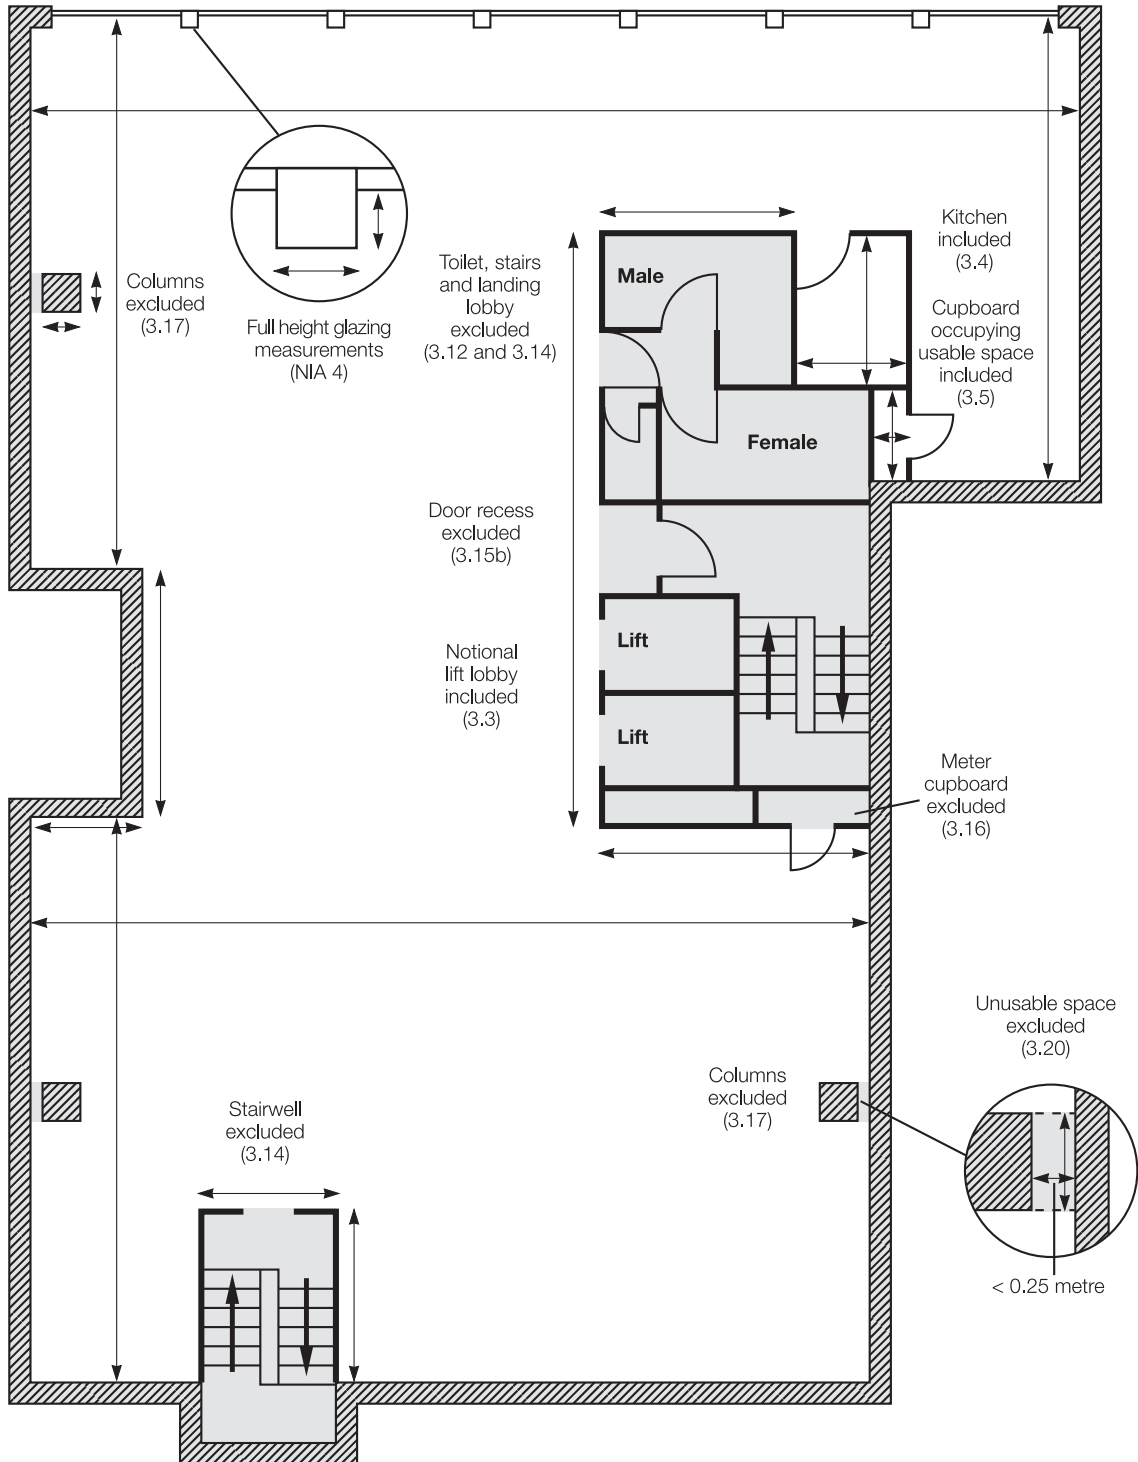 Columns
excluded
(3.17)
Full height glazing
measurements
(NIA 4)
Toilet, stairs
and landing
lobby
excluded
(3.12 and 3.14)
Male
Kitchen
included
(3.4)
Cupboard
occupying
usable space
included
(3.5)
Female
Door recess
excluded
(3.15b)
Notional
lift lobby
included
(3.3)
Lift
Lift
Meter
cupboard
excluded
(3.16)
Unusable space
excluded
(3.20)
Columns
excluded
(3.17)
Stairwell
excluded
(3.14)
< 0.25 metre